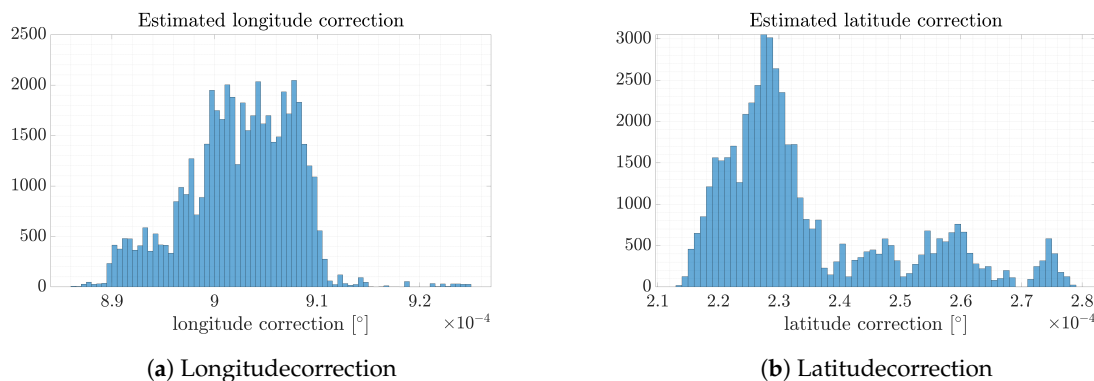 Estimated longitude correction
2500
2000
1500
1000
500
0
8.9 9 9.1 9.2
longitude correction [°] ×10⁻⁴
(a) Longitudecorrection
Estimated latitude correction
3000
2500
2000
1500
1000
500
0
2.1 2.2 2.3 2.4 2.5 2.6 2.7 2.8
latitude correction [°] ×10⁻⁴
(b) Latitudecorrection